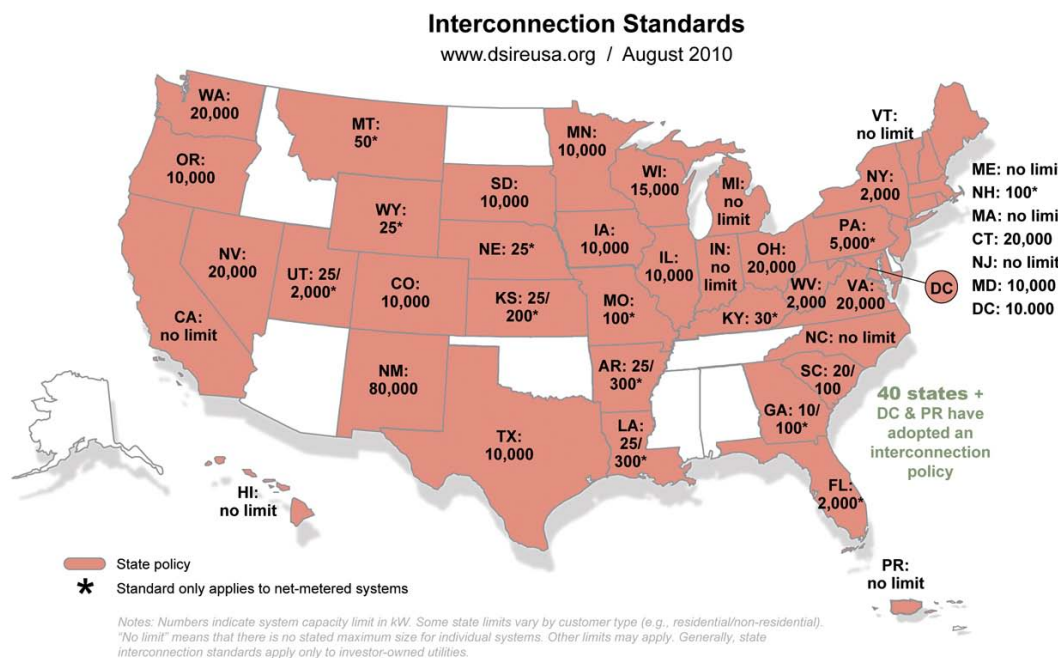 Interconnection Standards
www.dsireusa.org / August 2010
WA:
20,000
OR:
10,000
MT:
50*
WY:
25*
SD:
10,000
NE: 25*
MN:
10,000
WI:
15,000
MI:
no
limit
IA:
10,000
IL:
10,000
IN:
no
limit
OH:
20,000
PA:
5,000*
NY:
2,000
VT:
no limit
ME: no limi
NH: 100*
MA: no limi
CT: 20,000
NJ: no limit
MD: 10,000
DC: 10.000
DC
NV:
20,000
UT: 25/
2,000*
CO:
10,000
KS: 25/
200*
MO:
100*
KY: 30*
WV:
2,000
VA:
20,000
CA:
no limit
NM:
80,000
TX:
10,000
AR: 25/
300*
LA:
25/
300*
NC: no limit
SC: 20/
100
GA: 10/
100*
FL:
2,000*
40 states +
DC & PR have
adopted an
interconnection
policy
HI:
no limit
PR:
no limit
State policy
* Standard only applies to net-metered systems
Notes: Numbers indicate system capacity limit in kW. Some state limits vary by customer type (e.g., residential/non-residential).
“No limit” means that there is no stated maximum size for individual systems. Other limits may apply. Generally, state
interconnection standards apply only to investor-owned utilities.